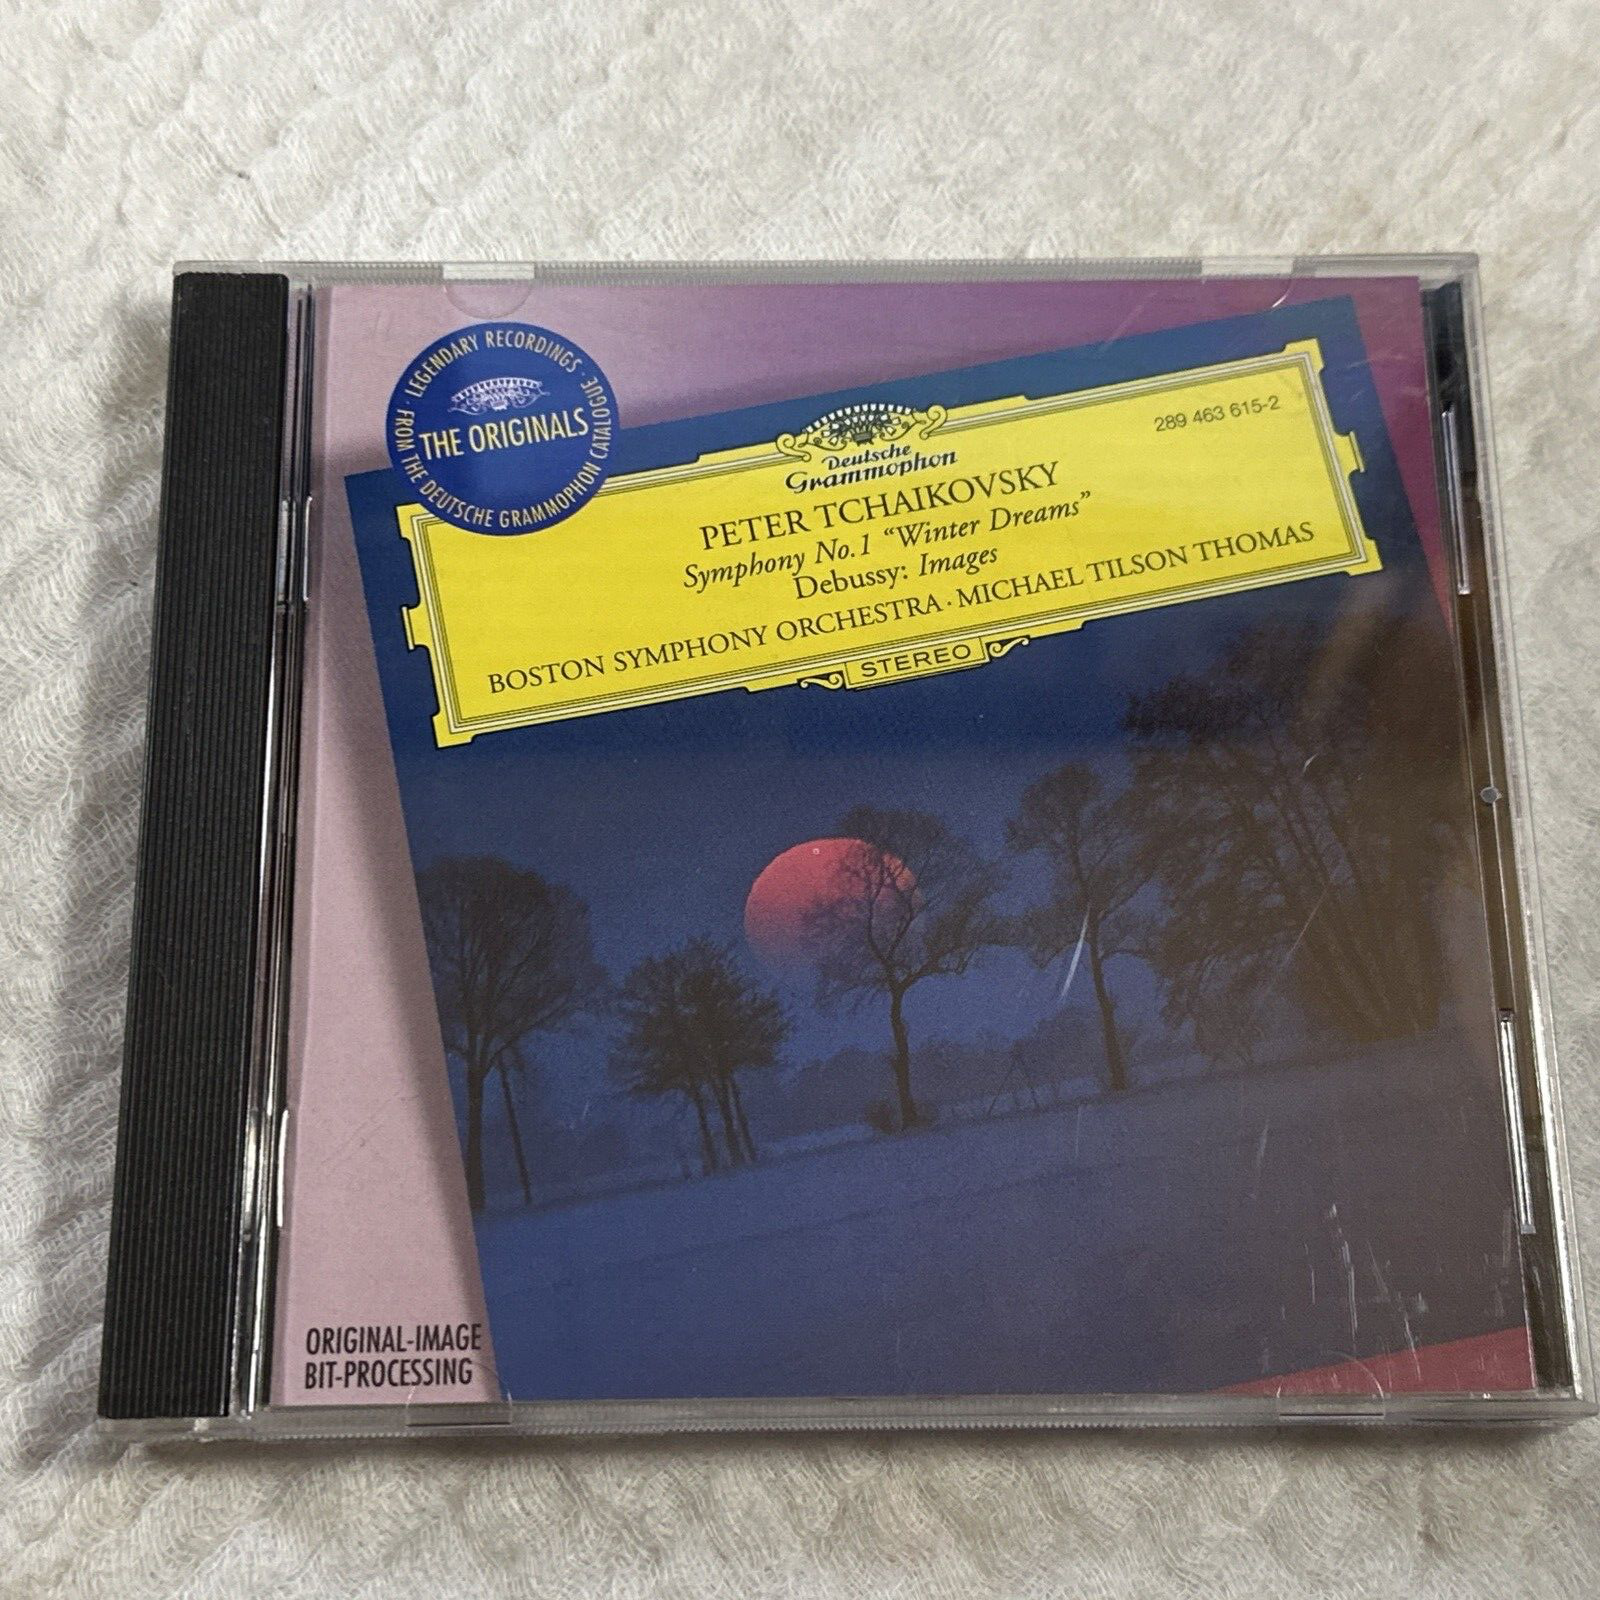 LEGENDARY RECORDINGS · FROM THE DEUTSCHE GRAMMOPHON CATALOGUE ·
THE ORIGINALS
289 463 615-2
Deutsche
Grammophon
PETER TCHAIKOVSKY
Symphony No.1 “Winter Dreams”
Debussy: Images
BOSTON SYMPHONY ORCHESTRA · MICHAEL TILSON THOMAS
STEREO
ORIGINAL-IMAGE
BIT-PROCESSING